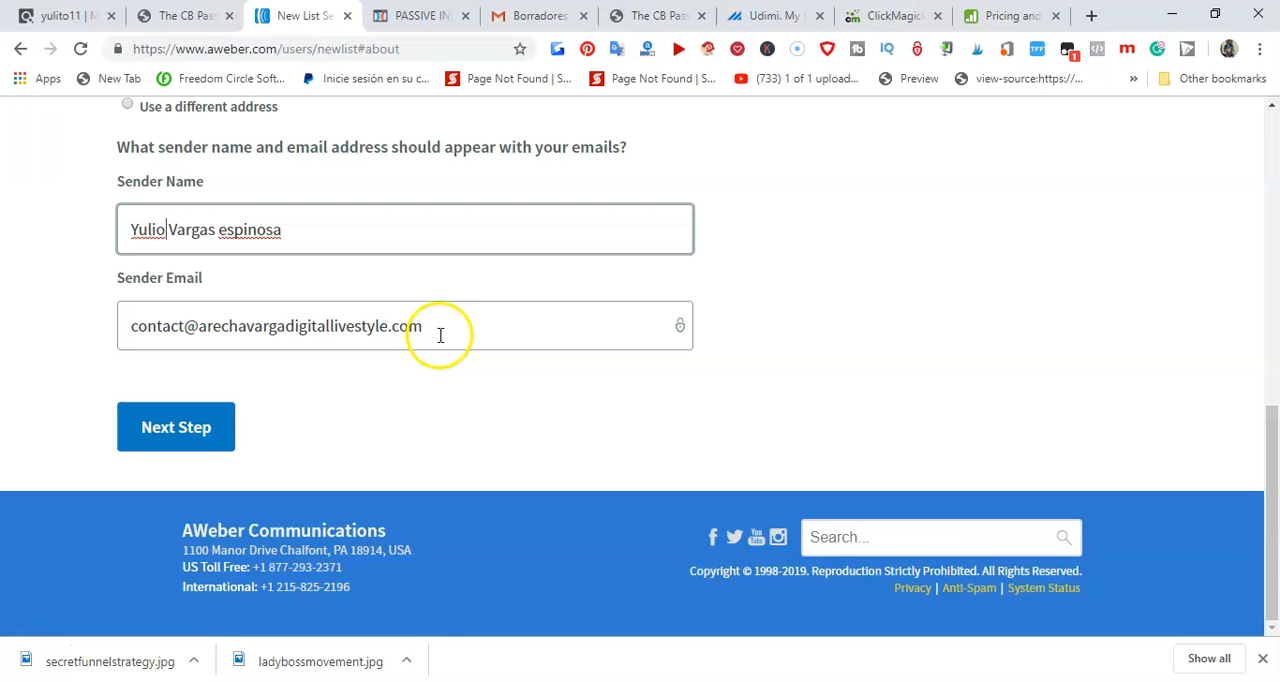 yulito11 | M
The CB Pas
New List Se
PASSIVE IN
Borradores
The CB Pas
Udimi. My s
ClickMagic
Pricing and
https://www.aweber.com/users/newlist#about
Apps
New Tab
Freedom Circle Soft...
Inicie sesión en su c...
Page Not Found | S...
Page Not Found | S...
(733) 1 of 1 upload...
Preview
view-source:https://...
»
Other bookmarks
Use a different address
What sender name and email address should appear with your emails?
Sender Name
Yulio Vargas espinosa
Sender Email
contact@arechavargadigitallivestyle.com
Next Step
AWeber Communications
1100 Manor Drive Chalfont, PA 18914, USA
US Toll Free: +1 877-293-2371
International: +1 215-825-2196
Search...
Copyright © 1998-2019. Reproduction Strictly Prohibited. All Rights Reserved.
Privacy | Anti-Spam | System Status
secretfunnelstrategy.jpg
ladybossmovement.jpg
Show all